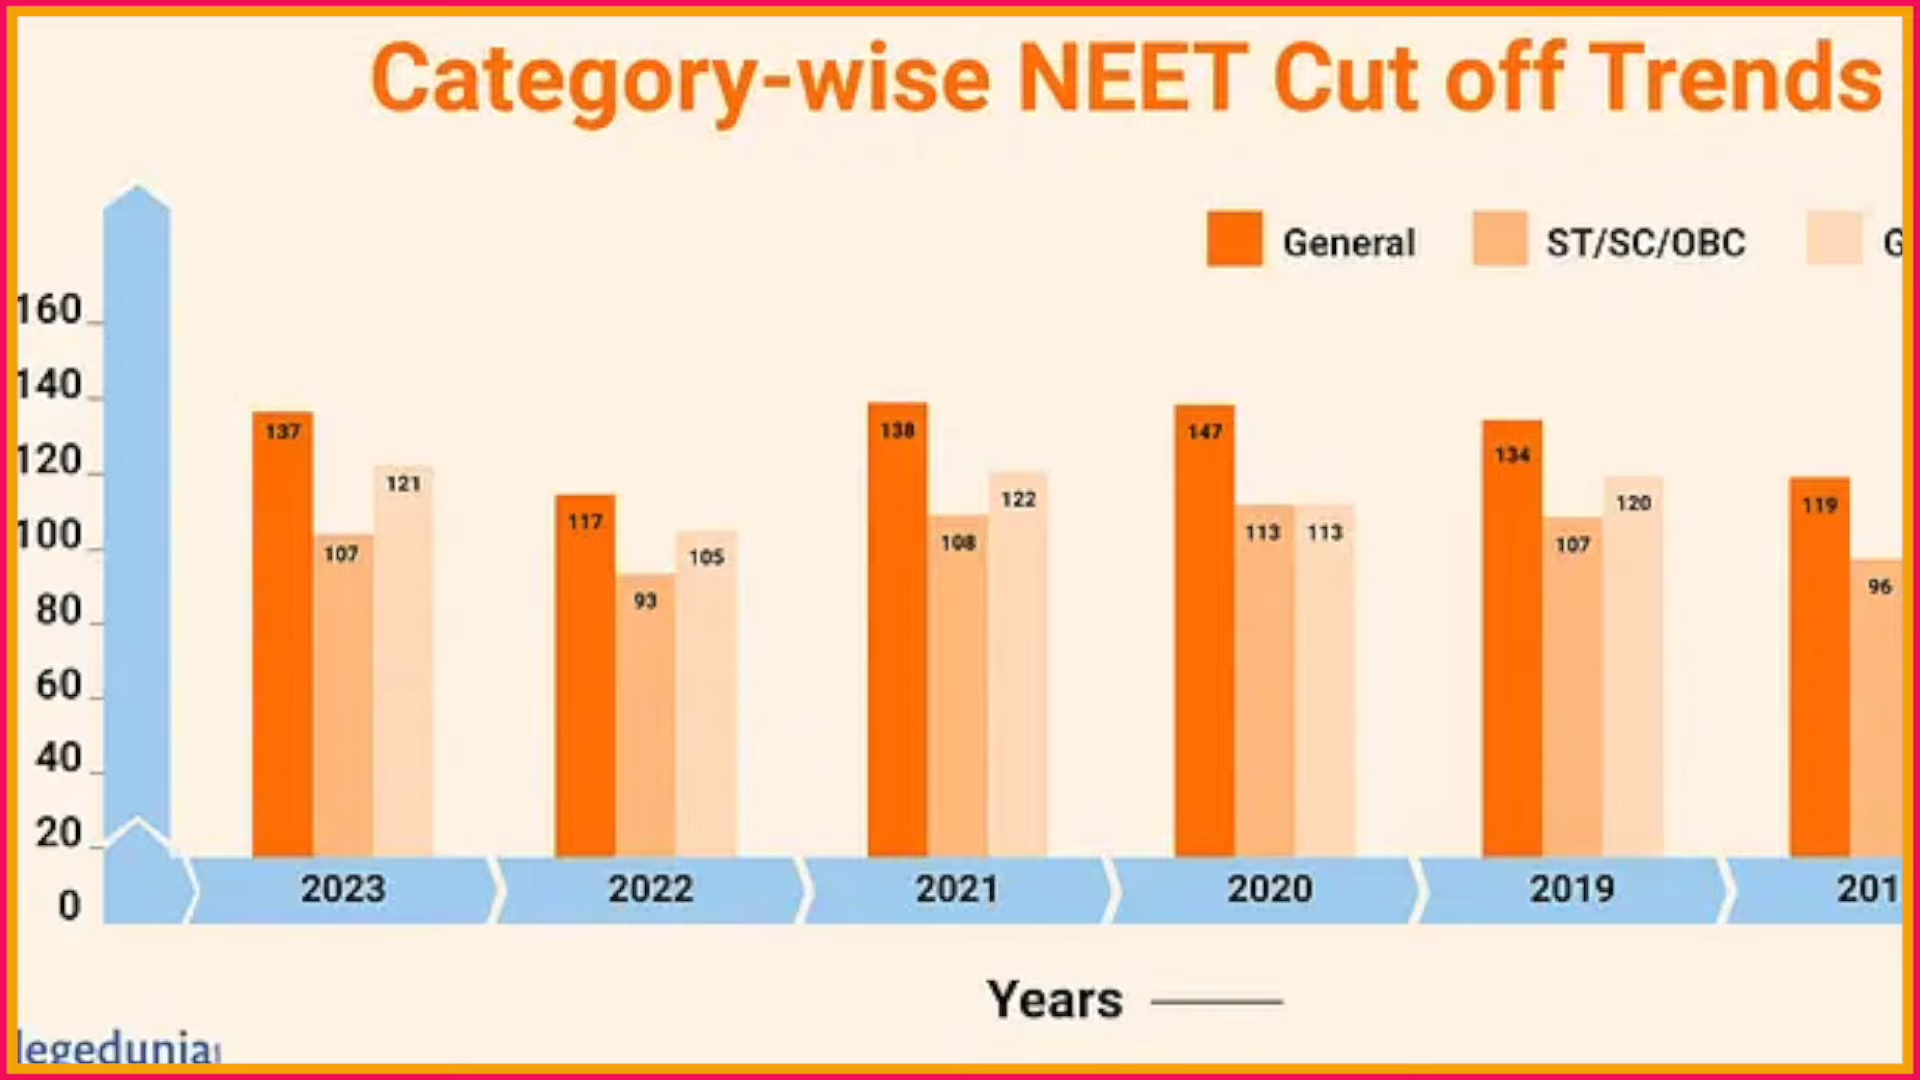 Category-wise NEET Cut off Trends
General ST/SC/OBC G
160
140
120
100
80
60
40
20
0
137 107 121
117 93 105
138 108 122
147 113 113
134 107 120
119 96
2023 2022 2021 2020 2019 201
Years
legedunia